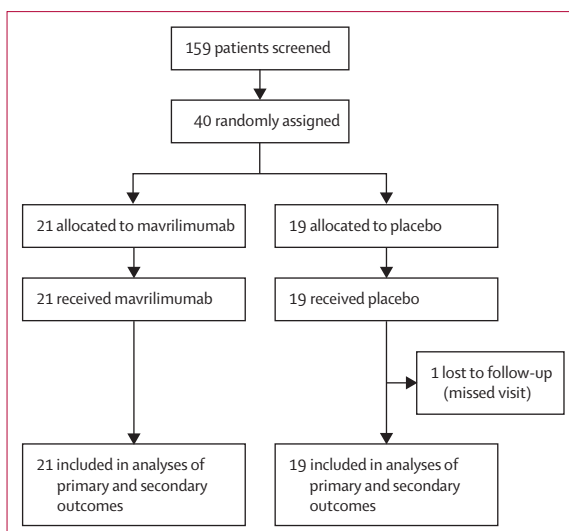 159 patients screened
40 randomly assigned
21 allocated to mavrilimumab
19 allocated to placebo
21 received mavrilimumab
19 received placebo
1 lost to follow-up
(missed visit)
21 included in analyses of
primary and secondary
outcomes
19 included in analyses of
primary and secondary
outcomes